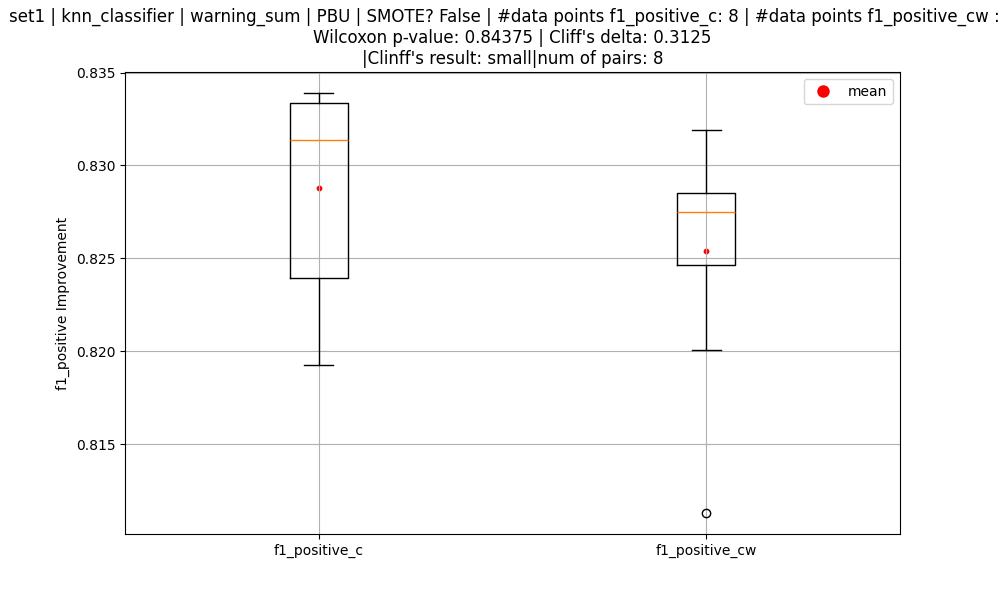 set1 | knn_classifier | warning_sum | PBU | SMOTE? False | #data points f1_positive_c: 8 | #data points f1_positive_cw :
Wilcoxon p-value: 0.84375 | Cliff's delta: 0.3125
|Clinff's result: small|num of pairs: 8
0.835
mean
0.830
0.825
0.820
0.815
f1_positive Improvement
f1_positive_c
f1_positive_cw